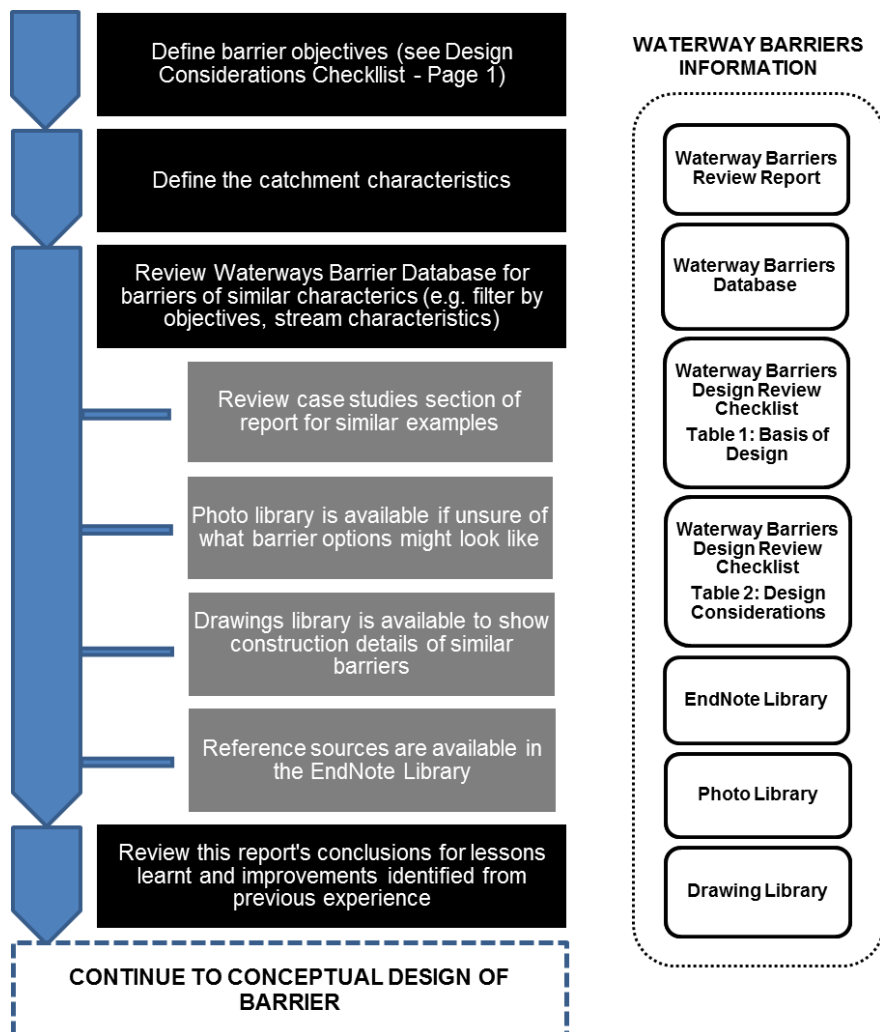 Define barrier objectives (see Design
Considerations Checkllist - Page 1)
Define the catchment characteristics
Review Waterways Barrier Database for
barriers of similar characterics (e.g. filter by
objectives, stream characteristics)
Review case studies section of
report for similar examples
Photo library is available if unsure of
what barrier options might look like
Drawings library is available to show
construction details of similar
barriers
Reference sources are available in
the EndNote Library
Review this report's conclusions for lessons
learnt and improvements identified from
previous experience
CONTINUE TO CONCEPTUAL DESIGN OF
BARRIER
WATERWAY BARRIERS
INFORMATION
Waterway Barriers
Review Report
Waterway Barriers
Database
Waterway Barriers
Design Review
Checklist
Table 1: Basis of
Design
Waterway Barriers
Design Review
Checklist
Table 2: Design
Considerations
EndNote Library
Photo Library
Drawing Library